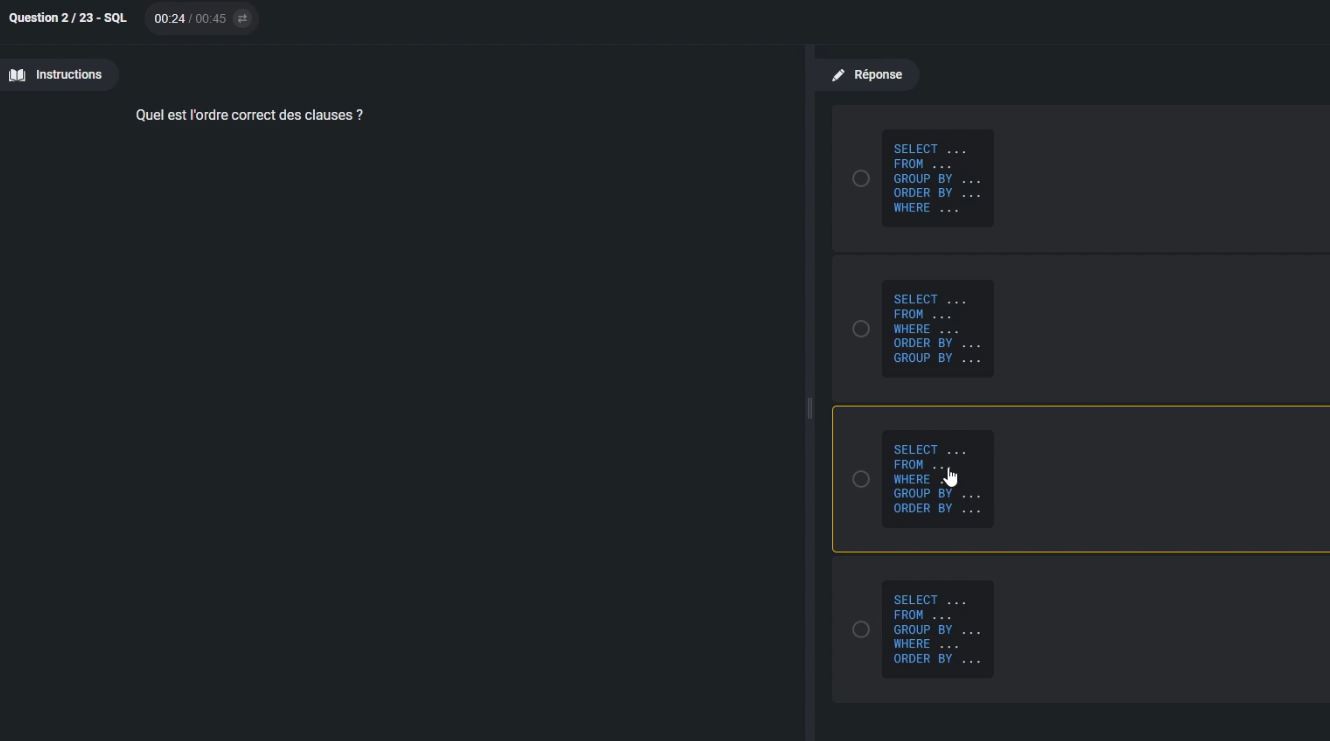 Question 2 / 23 - SQL
00:24 / 00:45
Instructions
Quel est l'ordre correct des clauses ?
Réponse
SELECT ...
FROM ...
GROUP BY ...
ORDER BY ...
WHERE ...
SELECT ...
FROM ...
WHERE ...
ORDER BY ...
GROUP BY ...
SELECT ...
FROM ...
WHERE ...
GROUP BY ...
ORDER BY ...
SELECT ...
FROM ...
GROUP BY ...
WHERE ...
ORDER BY ...